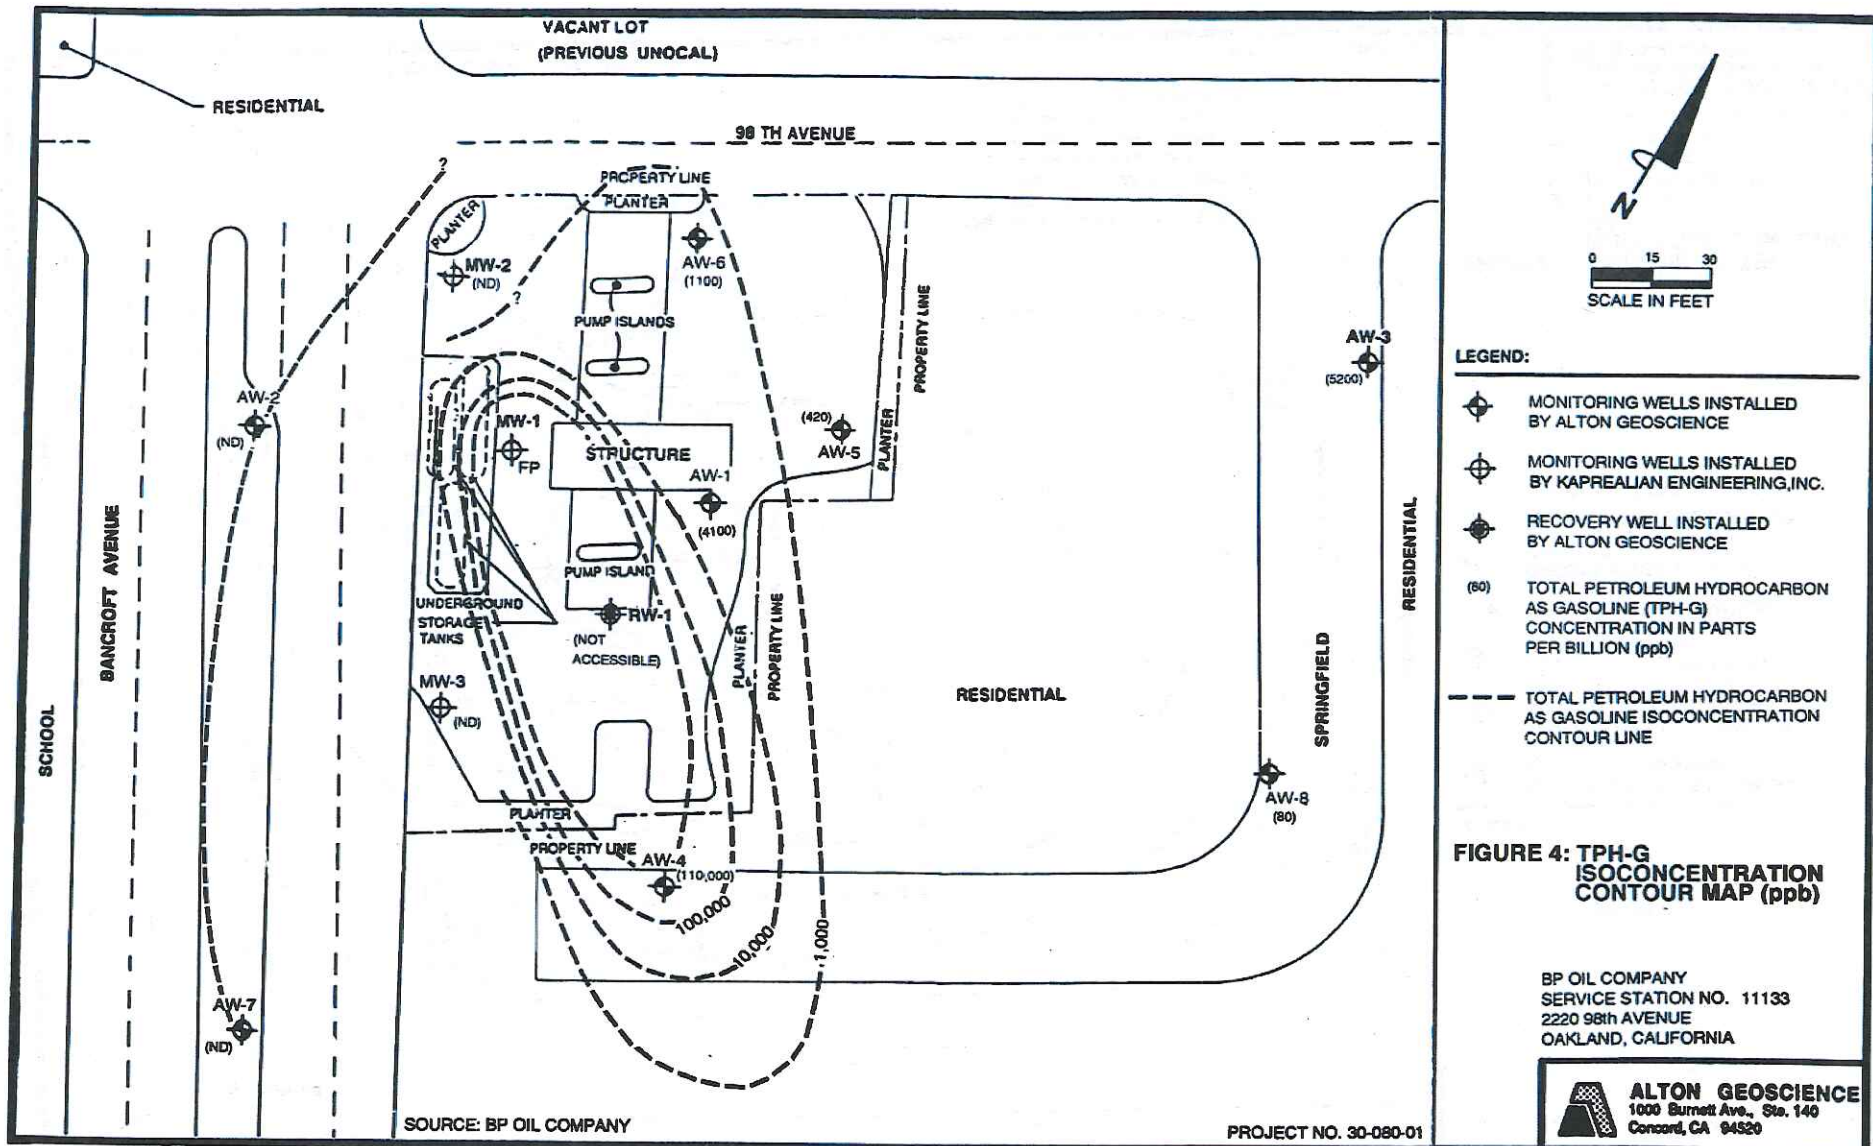 VACANT LOT
(PREVIOUS UNOCAL)
RESIDENTIAL
98 TH AVENUE
?
PROPERTY LINE
PLANTER
PLANTER
MW-2
(ND)
?
AW-6
(1100)
PUMP ISLANDS
PROPERTY LINE
AW-3
(5200)
AW-2
(ND)
MW-1
FP
STRUCTURE
(420)
AW-5
PLANTER
AW-1
(4100)
BANCROFT AVENUE
PUMP ISLAND
UNDERGROUND
STORAGE
TANKS
RW-1
(NOT
ACCESSIBLE)
PLANTER
PROPERTY LINE
MW-3
(ND)
RESIDENTIAL
SPRINGFIELD
RESIDENTIAL
SCHOOL
AW-8
(80)
PLANTER
PROPERTY LINE
AW-4
(110,000)
100,000
10,000
1,000
AW-7
(ND)
SOURCE: BP OIL COMPANY
PROJECT NO. 30-080-01
N
0 15 30
SCALE IN FEET
LEGEND:
MONITORING WELLS INSTALLED
BY ALTON GEOSCIENCE
MONITORING WELLS INSTALLED
BY KAPREALIAN ENGINEERING,INC.
RECOVERY WELL INSTALLED
BY ALTON GEOSCIENCE
(80) TOTAL PETROLEUM HYDROCARBON
AS GASOLINE (TPH-G)
CONCENTRATION IN PARTS
PER BILLION (ppb)
TOTAL PETROLEUM HYDROCARBON
AS GASOLINE ISOCONCENTRATION
CONTOUR LINE
FIGURE 4: TPH-G
ISOCONCENTRATION
CONTOUR MAP (ppb)
BP OIL COMPANY
SERVICE STATION NO. 11133
2220 98th AVENUE
OAKLAND, CALIFORNIA
ALTON GEOSCIENCE
1000 Burnett Ave., Ste. 140
Concord, CA 94520